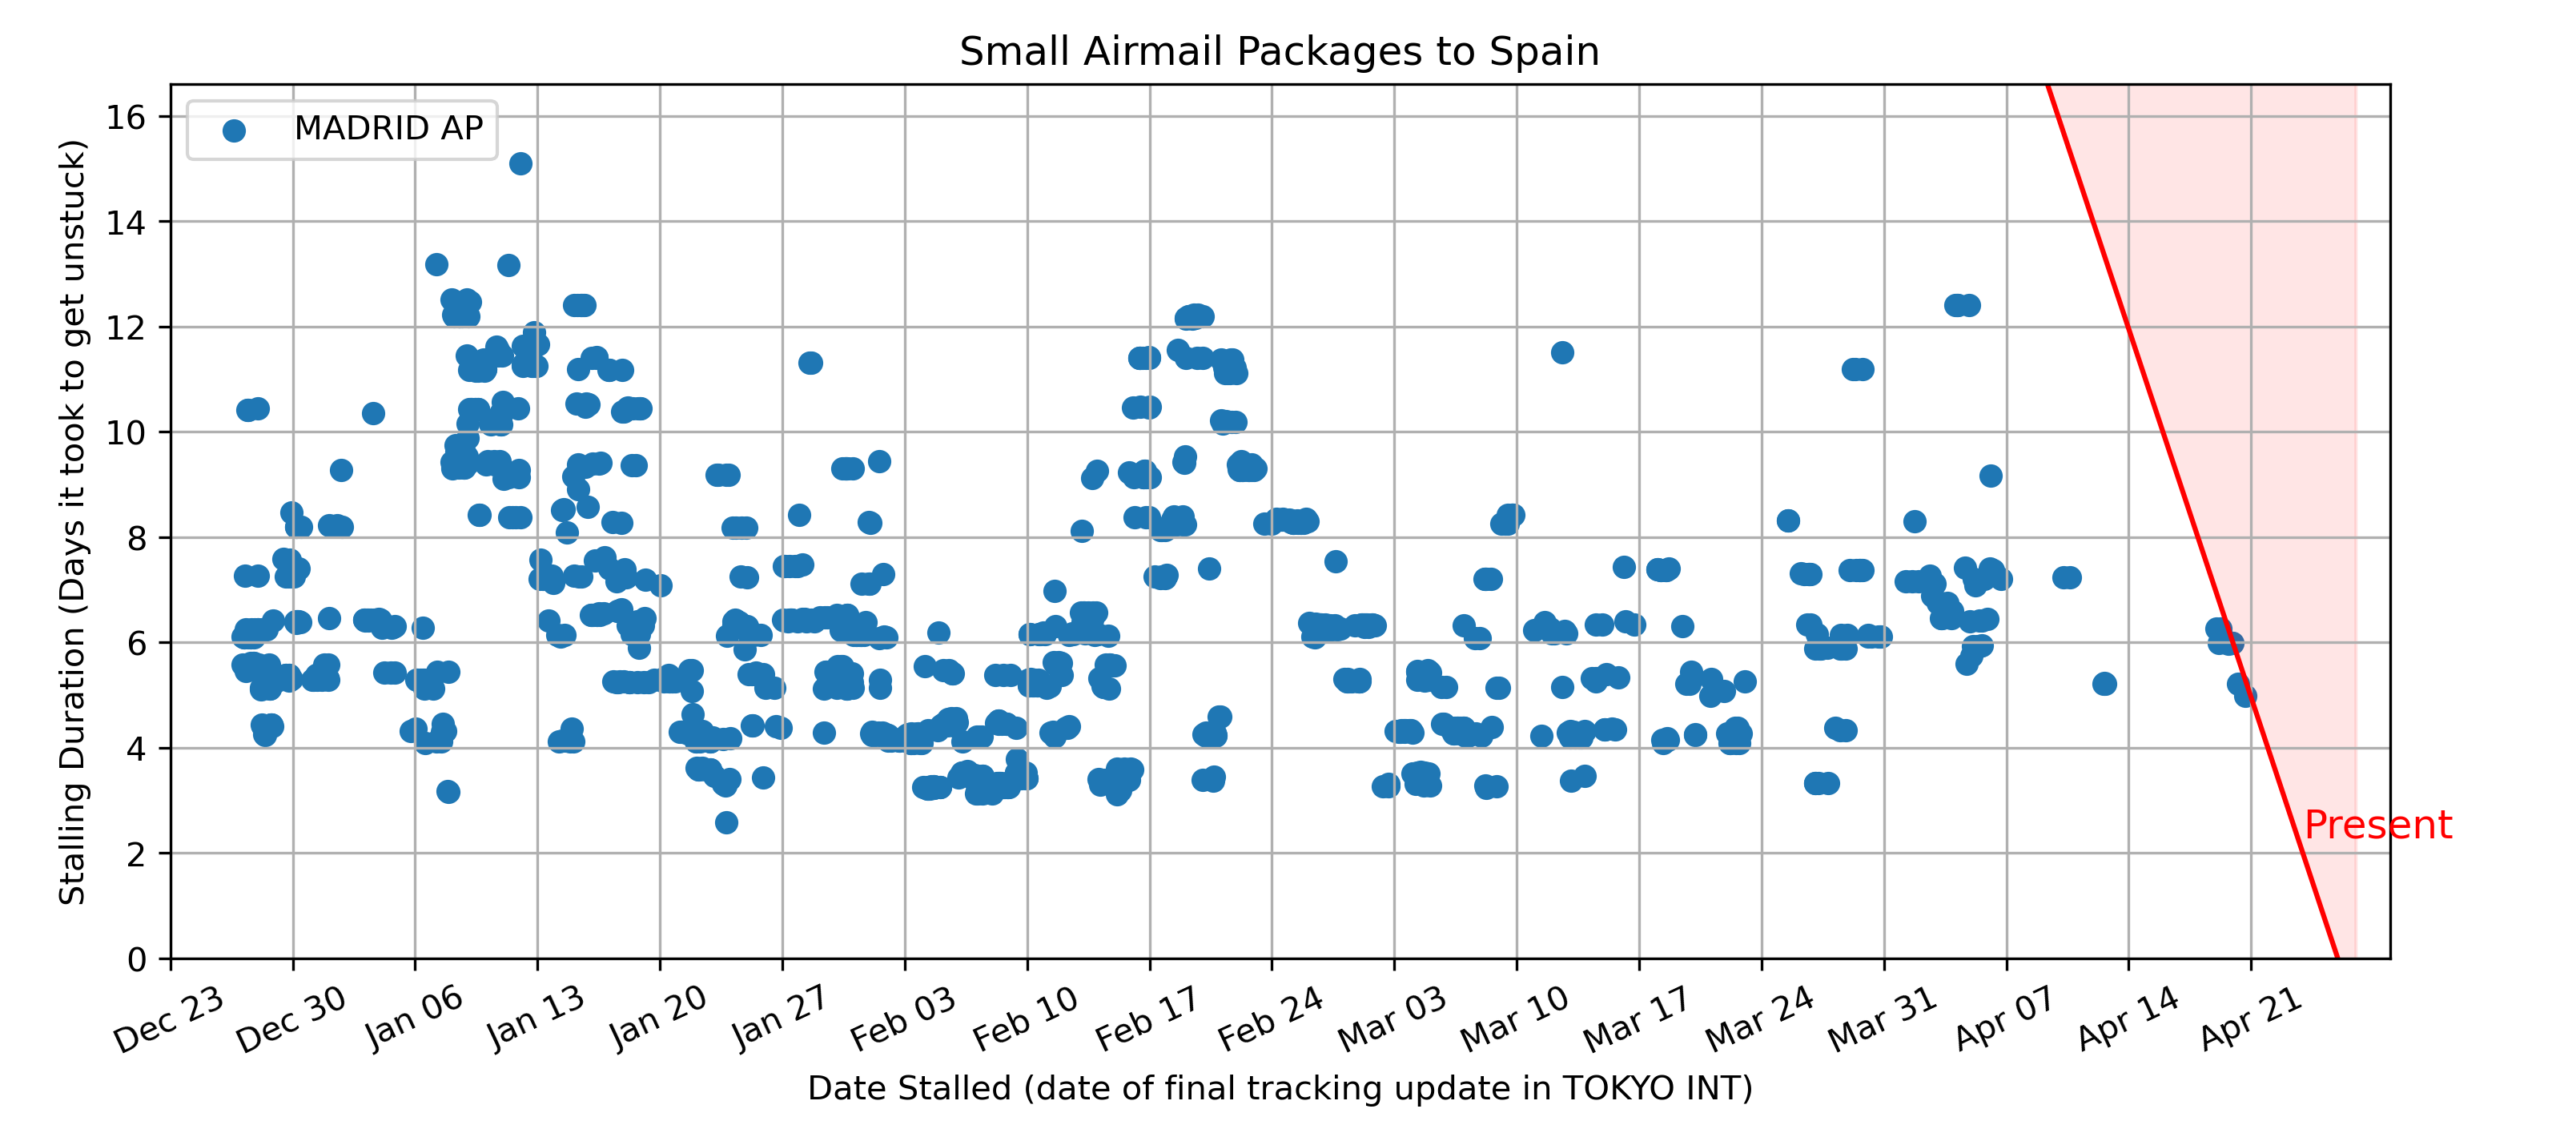 Small Airmail Packages to Spain
MADRID AP
Stalling Duration (Days it took to get unstuck)
16
14
12
10
8
6
4
2
0
Present
Dec 23
Dec 30
Jan 06
Jan 13
Jan 20
Jan 27
Feb 03
Feb 10
Feb 17
Feb 24
Mar 03
Mar 10
Mar 17
Mar 24
Mar 31
Apr 07
Apr 14
Apr 21
Date Stalled (date of final tracking update in TOKYO INT)